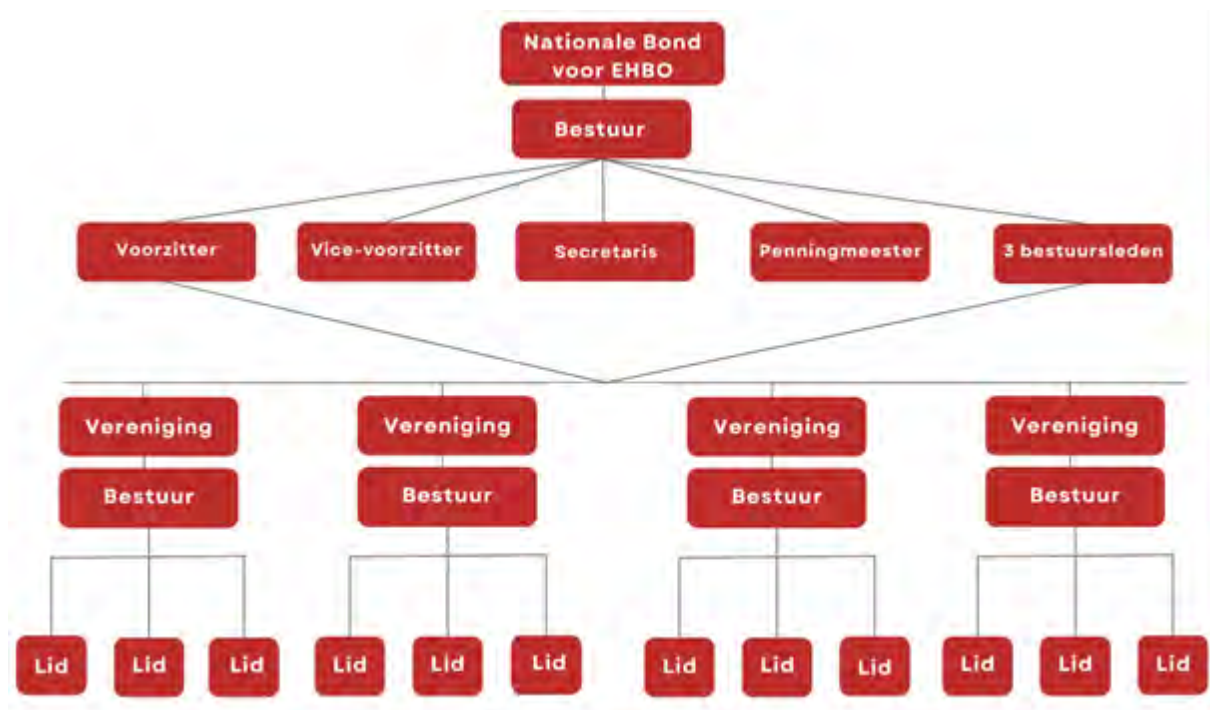 Nationale Bond
voor EHBO
Bestuur
Voorzitter
Vice-voorzitter
Secretaris
Penningmeester
3 bestuursleden
Vereniging
Vereniging
Vereniging
Vereniging
Bestuur
Bestuur
Bestuur
Bestuur
Lid
Lid
Lid
Lid
Lid
Lid
Lid
Lid
Lid
Lid
Lid
Lid